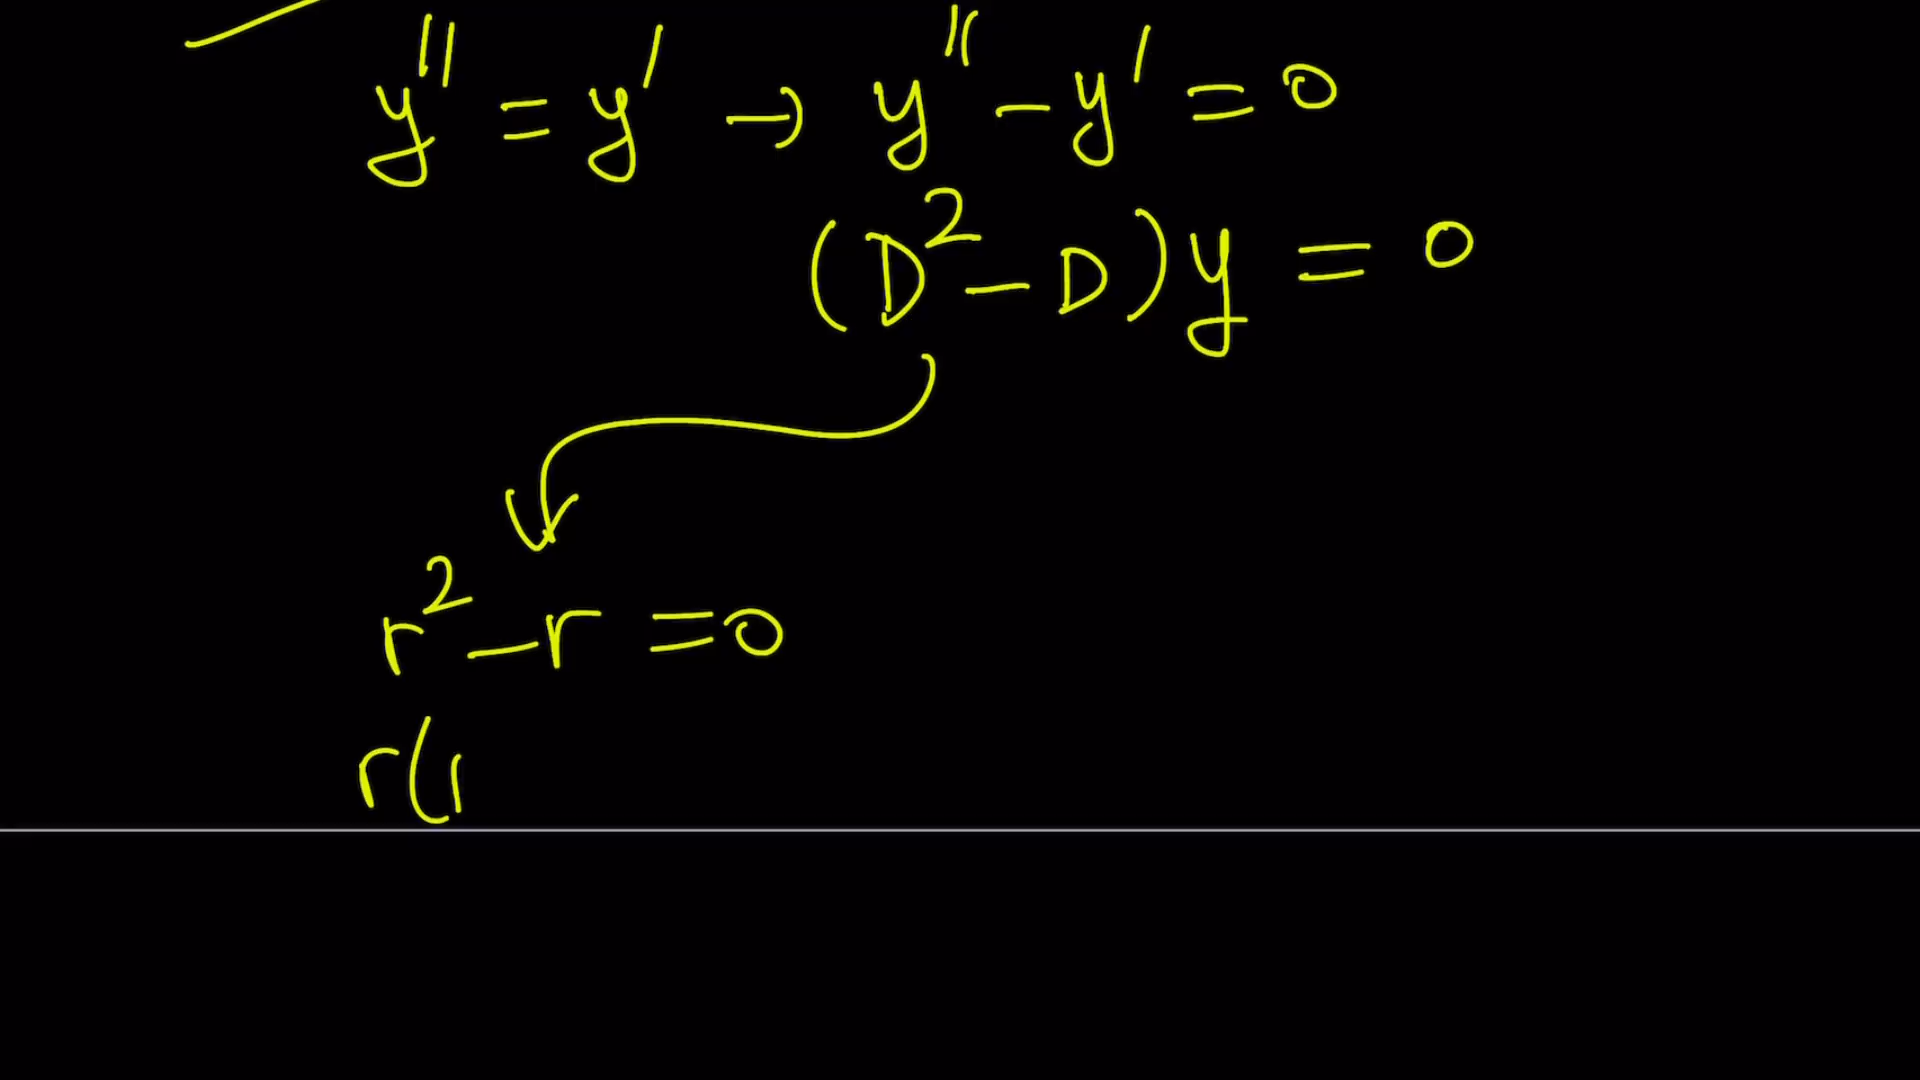 y'' = y' → y'' - y' = 0
(D² - D)y = 0
r² - r = 0
r(